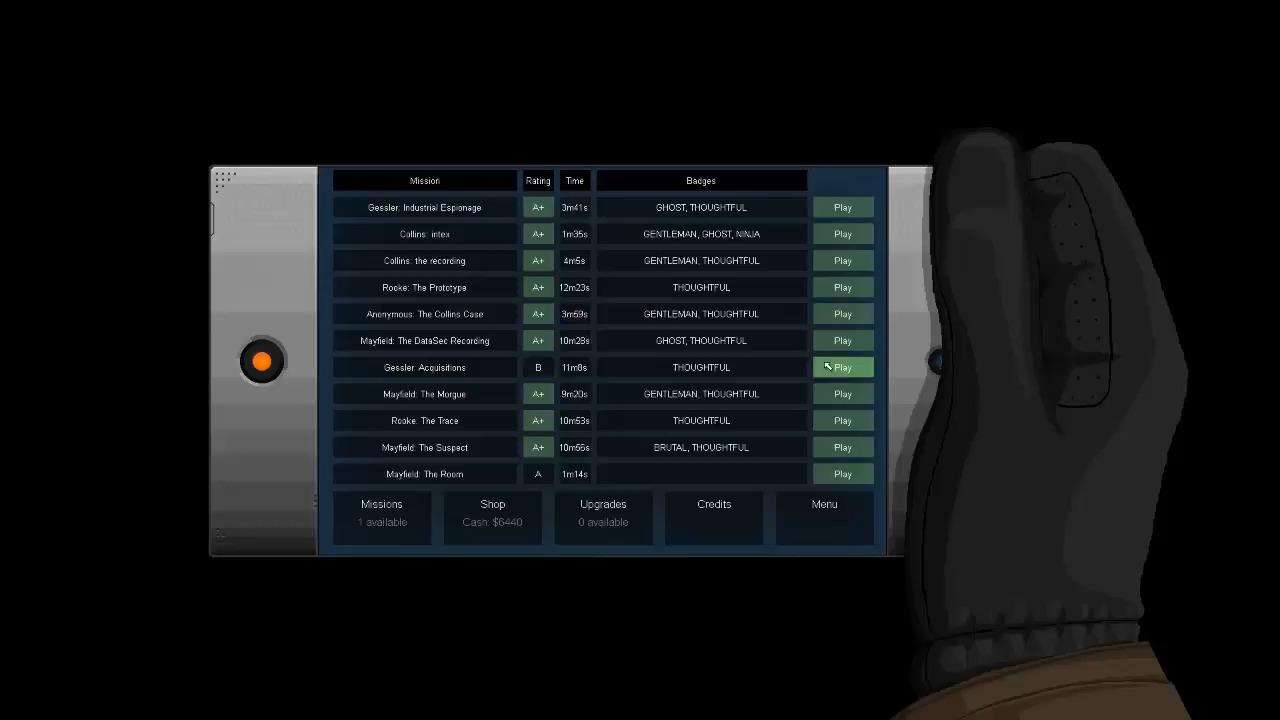 Mission Rating Time Badges
Gessler: Industrial Espionage A+ 3m41s GHOST, THOUGHTFUL Play
Collins: intex A+ 1m35s GENTLEMAN, GHOST, NINJA Play
Collins: the recording A+ 4m5s GENTLEMAN, THOUGHTFUL Play
Rooke: The Prototype A+ 12m23s THOUGHTFUL Play
Anonymous: The Collins Case A+ 3m59s GENTLEMAN, THOUGHTFUL Play
Mayfield: The DataSec Recording A+ 10m28s GHOST, THOUGHTFUL Play
Gessler: Acquisitions B 11m8s THOUGHTFUL Play
Mayfield: The Morgue A+ 9m20s GENTLEMAN, THOUGHTFUL Play
Rooke: The Trace A+ 10m53s THOUGHTFUL Play
Mayfield: The Suspect A+ 10m56s BRUTAL, THOUGHTFUL Play
Mayfield: The Room A 1m14s Play
Missions Shop Upgrades Credits Menu
1 available Cash: $6440 0 available